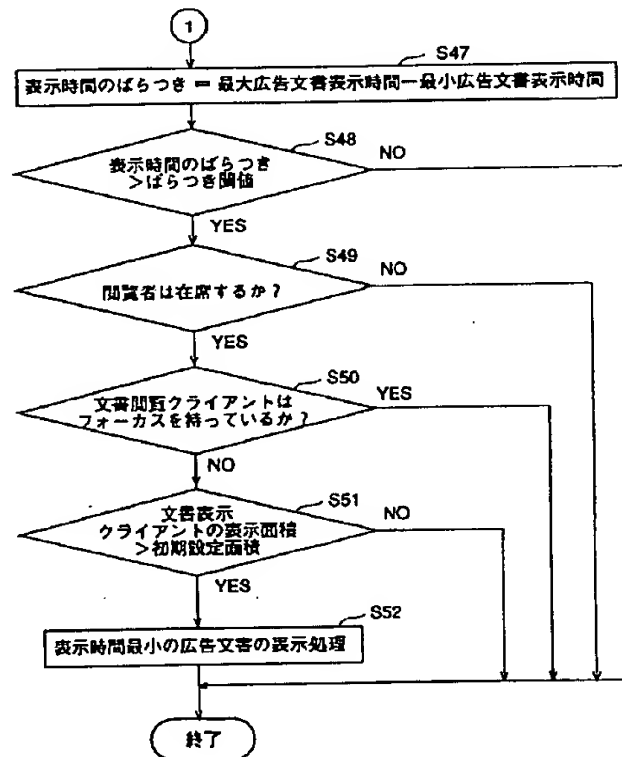 1
S47
表示時間のばらつき = 最大広告文書表示時間ー最小広告文書表示時間
S48
表示時間のばらつき
>ばらつき閾値
NO
YES
S49
閲覧者は在席するか?
NO
YES
S50
文書閲覧クライアントは
フォーカスを持っているか?
YES
NO
S51
文書表示
クライアントの表示面積
>初期設定面積
NO
YES
S52
表示時間最小の広告文書の表示処理
終了